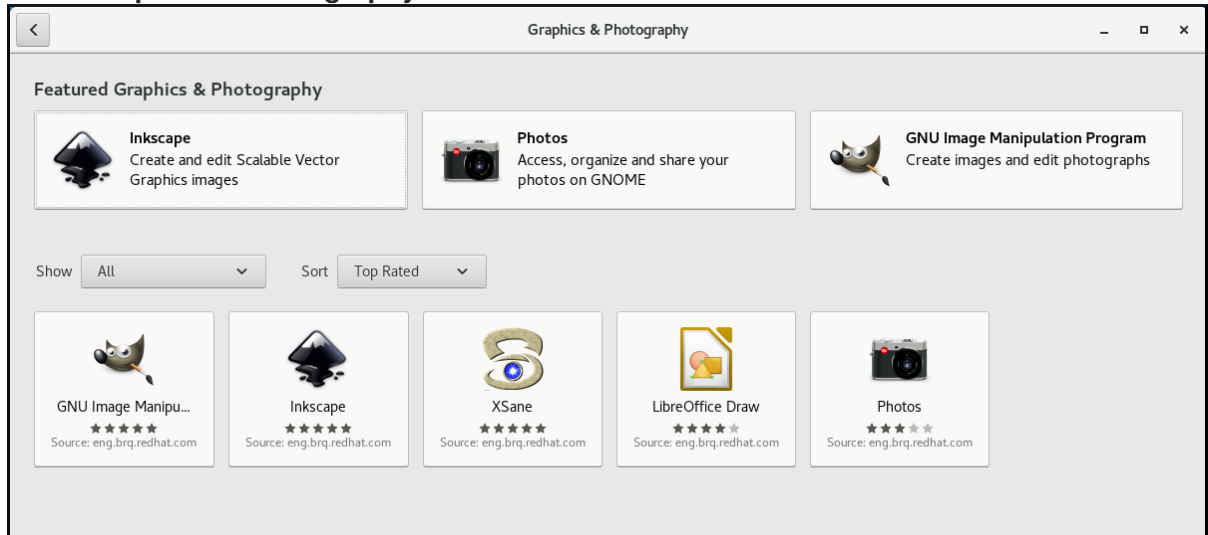 Graphics & Photography
Featured Graphics & Photography
Inkscape
Create and edit Scalable Vector
Graphics images
Photos
Access, organize and share your
photos on GNOME
GNU Image Manipulation Program
Create images and edit photographs
Show All Sort Top Rated
GNU Image Manipu...
Source: eng.brq.redhat.com
Inkscape
Source: eng.brq.redhat.com
XSane
Source: eng.brq.redhat.com
LibreOffice Draw
Source: eng.brq.redhat.com
Photos
Source: eng.brq.redhat.com